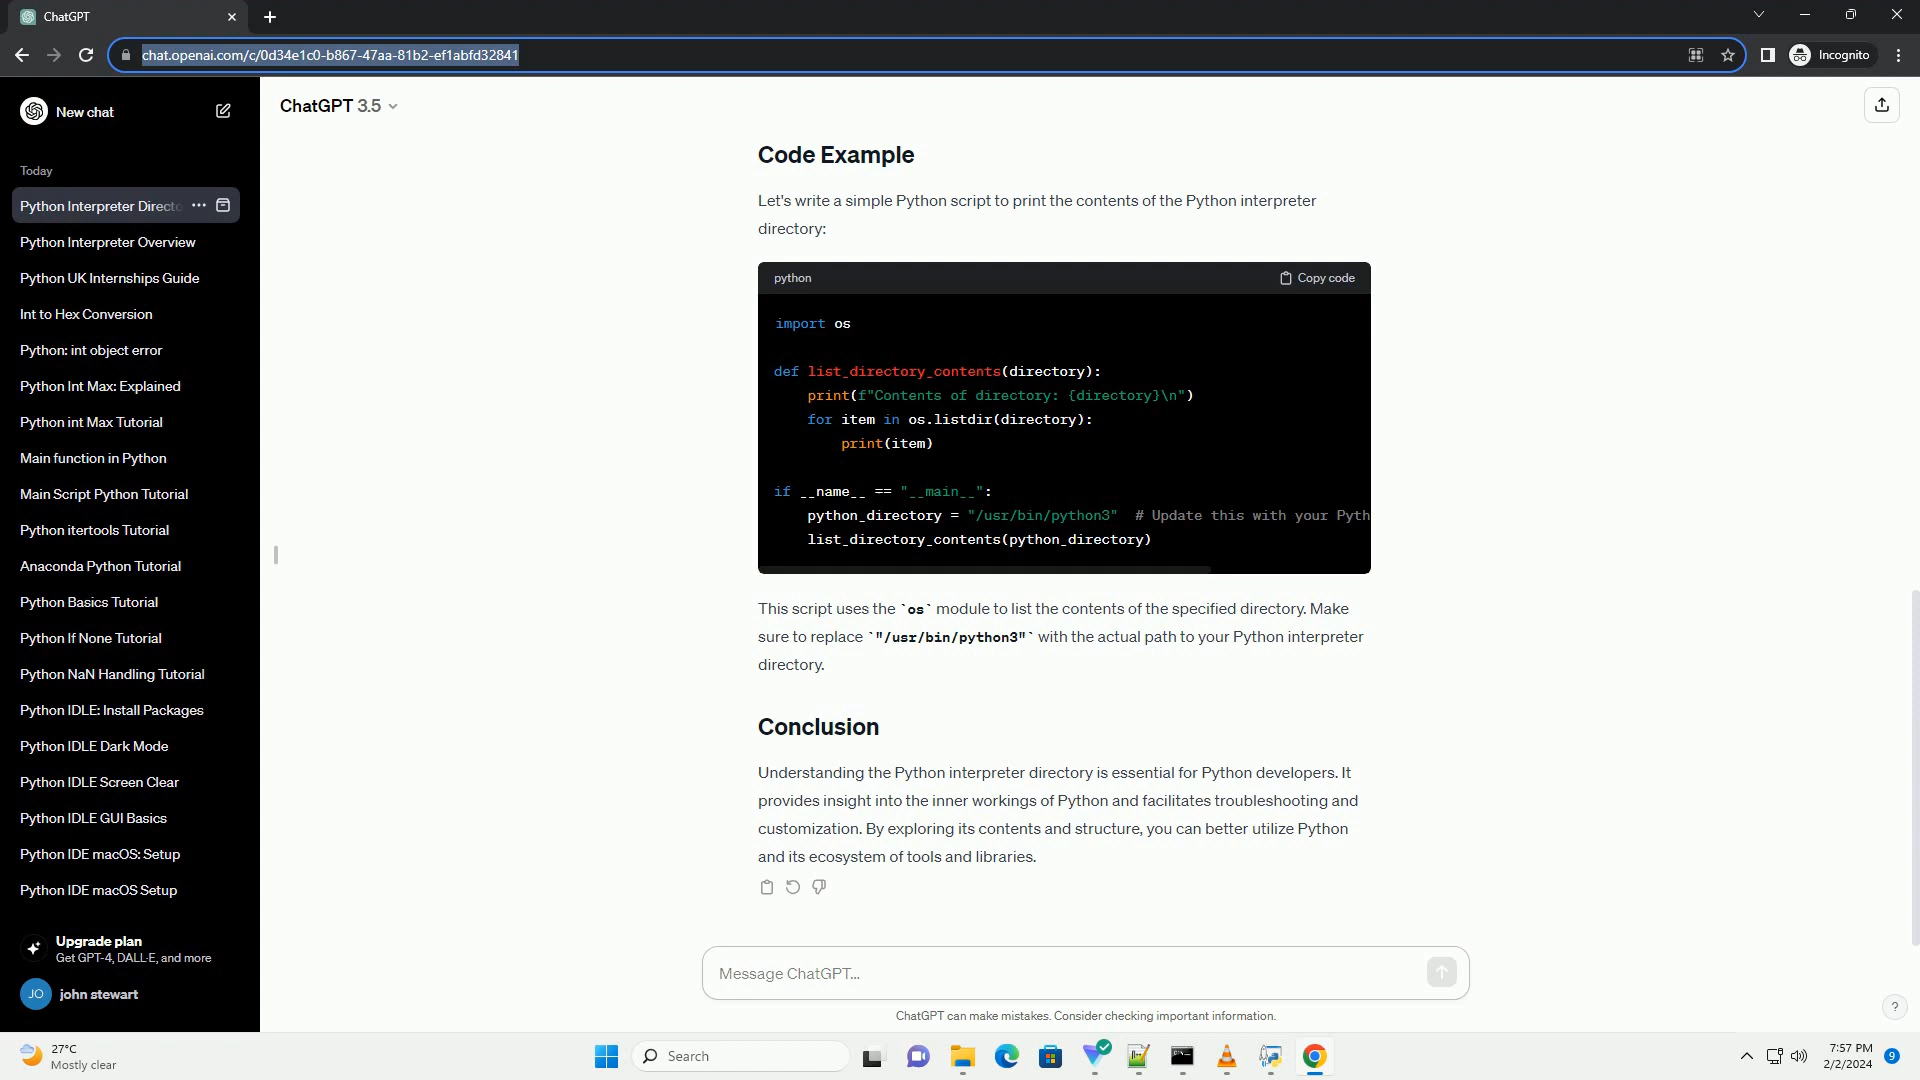 ChatGPT
chat.openai.com/c/0d34e1c0-b867-47aa-81b2-ef1abfd32841
Incognito
New chat
Today
Python Interpreter Directo
Python Interpreter Overview
Python UK Internships Guide
Int to Hex Conversion
Python: int object error
Python Int Max: Explained
Python int Max Tutorial
Main function in Python
Main Script Python Tutorial
Python itertools Tutorial
Anaconda Python Tutorial
Python Basics Tutorial
Python If None Tutorial
Python NaN Handling Tutorial
Python IDLE: Install Packages
Python IDLE Dark Mode
Python IDLE Screen Clear
Python IDLE GUI Basics
Python IDE macOS: Setup
Python IDE macOS Setup
Upgrade plan
Get GPT-4, DALL·E, and more
JO john stewart
ChatGPT 3.5
Code Example
Let's write a simple Python script to print the contents of the Python interpreter
directory:
python Copy code
import os
def list_directory_contents(directory):
print(f"Contents of directory: {directory}\n")
for item in os.listdir(directory):
print(item)
if __name__ == "__main__":
python_directory = "/usr/bin/python3" # Update this with your Pyth
list_directory_contents(python_directory)
This script uses the `os` module to list the contents of the specified directory. Make
sure to replace `"/usr/bin/python3"` with the actual path to your Python interpreter
directory.
Conclusion
Understanding the Python interpreter directory is essential for Python developers. It
provides insight into the inner workings of Python and facilitates troubleshooting and
customization. By exploring its contents and structure, you can better utilize Python
and its ecosystem of tools and libraries.
Message ChatGPT...
ChatGPT can make mistakes. Consider checking important information.
?
27°C
Mostly clear
Search
7:57 PM
2/2/2024
9